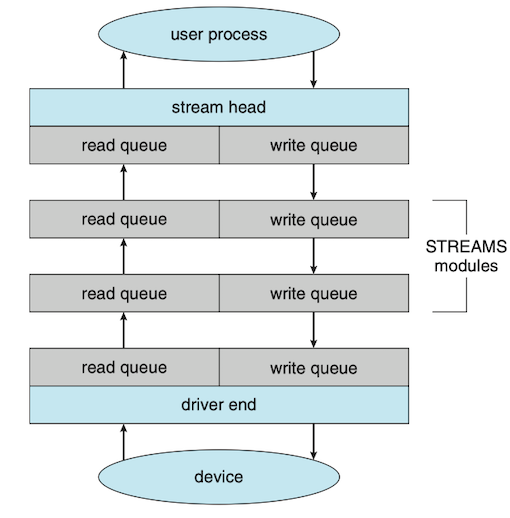 user process
stream head
read queue write queue
read queue write queue
STREAMS
modules
read queue write queue
read queue write queue
driver end
device